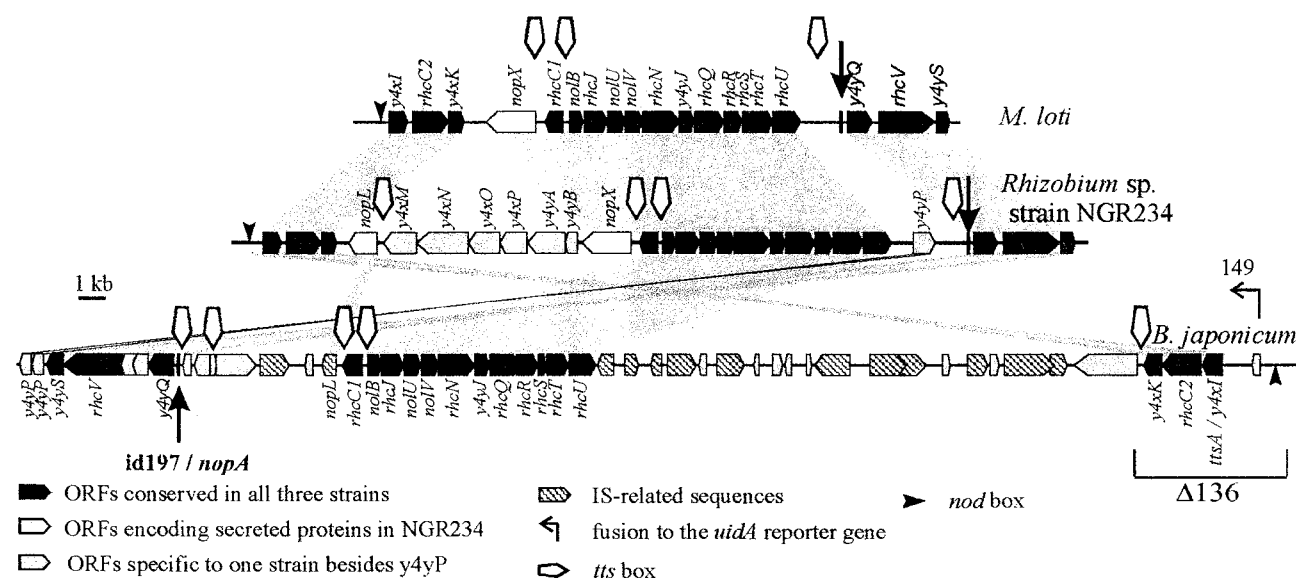 y4xI
rhcC2
y4xK
nopX
rhcC1
nolB
rhcJ
nolU
nolV
rhcN
y4yJ
rhcQ
rhcR
rhcS
rhcT
rhcU
y4yQ
rhcV
y4yS
M. loti
nopL
y4xM
y4xN
y4xO
y4xP
y4yA
y4yB
nopX
y4yP
Rhizobium sp.
strain NGR234
1 kb
149
B. japonicum
y4yP
y4yP
y4yS
rhcV
y4yQ
nopL
rhcC1
nolB
rhcJ
nolU
nolV
rhcN
y4yJ
rhcQ
rhcR
rhcS
rhcT
rhcU
y4xK
rhcC2
ttsA / y4xI
id197 / nopA
Δ136
ORFs conserved in all three strains
ORFs encoding secreted proteins in NGR234
ORFs specific to one strain besides y4yP
IS-related sequences
fusion to the uidA reporter gene
tts box
nod box